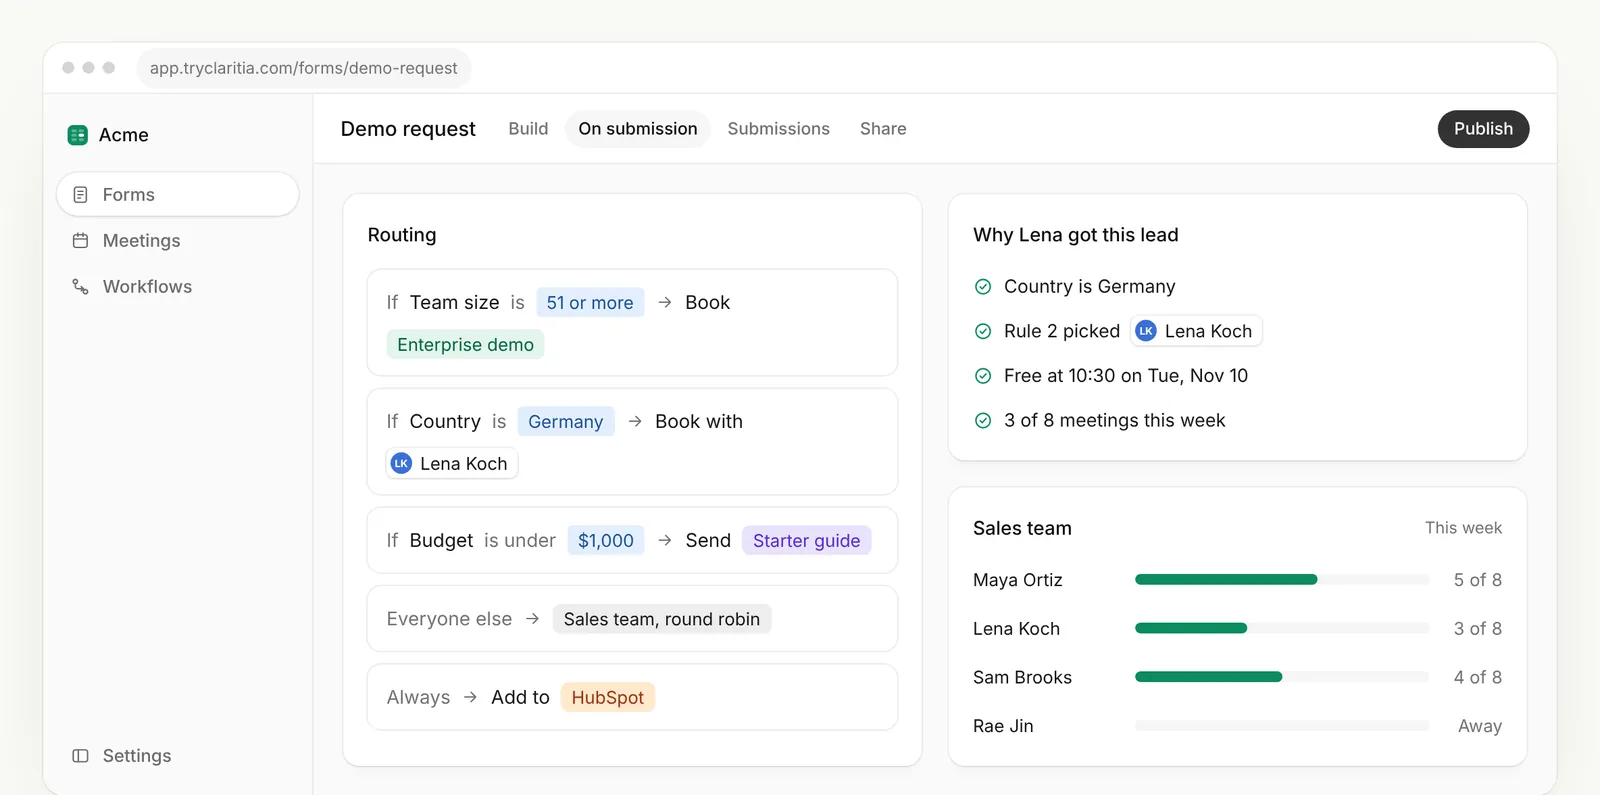 app.tryclaritia.com/forms/demo-request
Acme
Forms
Meetings
Workflows
Settings
Demo request
Build
On submission
Submissions
Share
Publish
Routing
If Team size is 51 or more → Book
Enterprise demo
If Country is Germany → Book with
LK Lena Koch
If Budget is under $1,000 → Send Starter guide
Everyone else → Sales team, round robin
Always → Add to HubSpot
Why Lena got this lead
Country is Germany
Rule 2 picked LK Lena Koch
Free at 10:30 on Tue, Nov 10
3 of 8 meetings this week
Sales team This week
Maya Ortiz 5 of 8
Lena Koch 3 of 8
Sam Brooks 4 of 8
Rae Jin Away